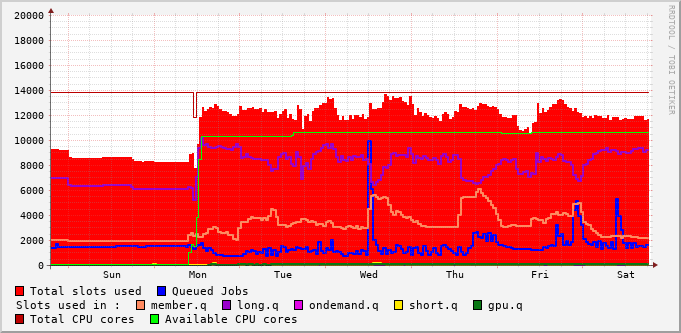 20000
18000
16000
14000
12000
10000
8000
6000
4000
2000
0
Sun Mon Tue Wed Thu Fri Sat
RRDTOOL / TOBI OETIKER
Total slots used Queued Jobs
Slots used in : member.q long.q ondemand.q short.q gpu.q
Total CPU cores Available CPU cores